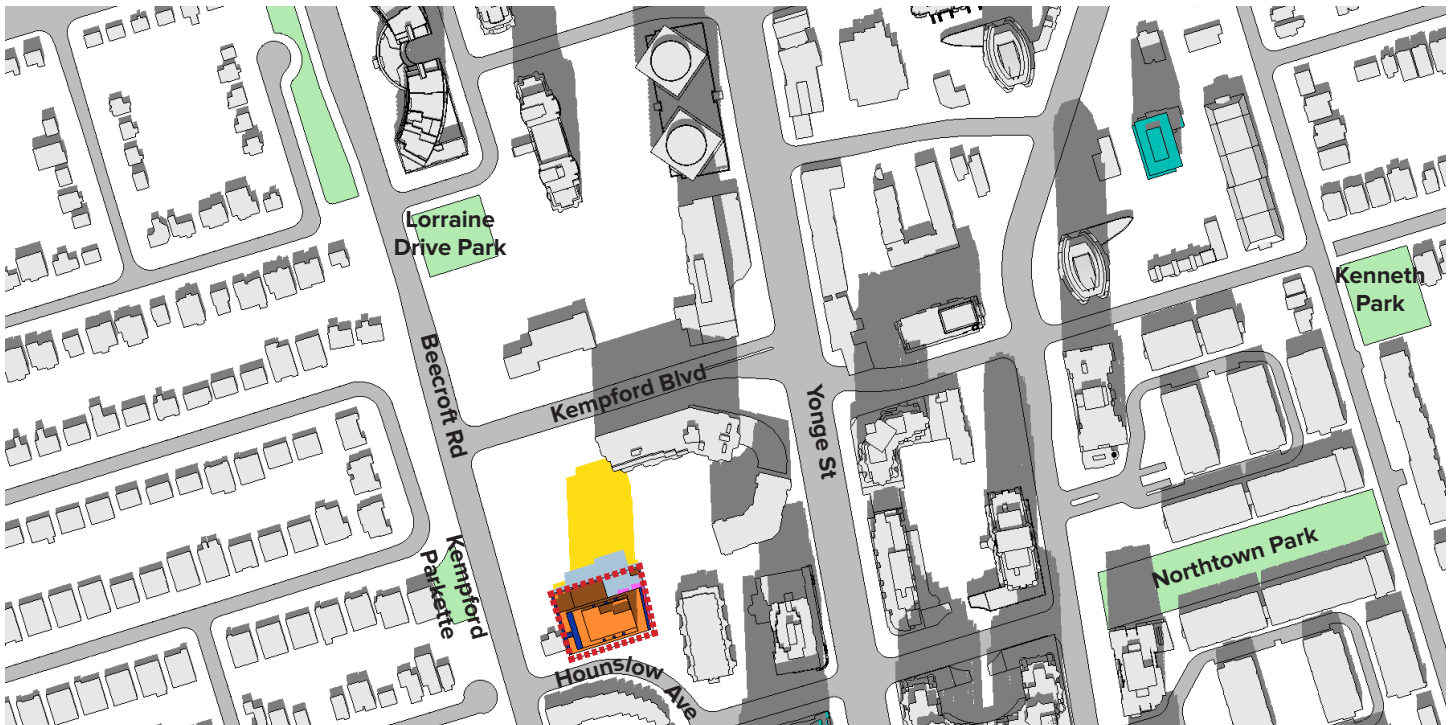 Lorraine
Drive Park
Kenneth
Park
Beecroft Rd
Kempford Blvd
Yonge St
Kempford
Parkette
Northtown Park
Hounslow Ave